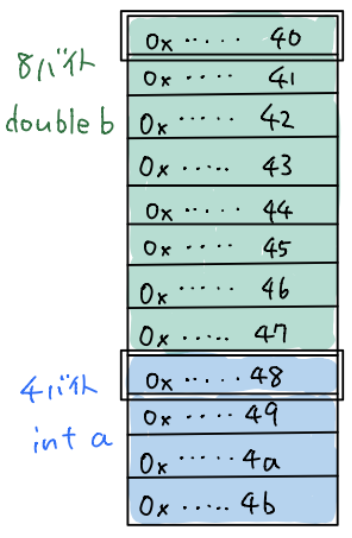 0x ..... 40
8バイト
0x ..... 41
double b
0x ..... 42
0x ..... 43
0x ..... 44
0x ..... 45
0x ..... 46
0x ..... 47
0x ..... 48
4バイト
0x ..... 49
int a
0x ..... 4a
0x ..... 4b